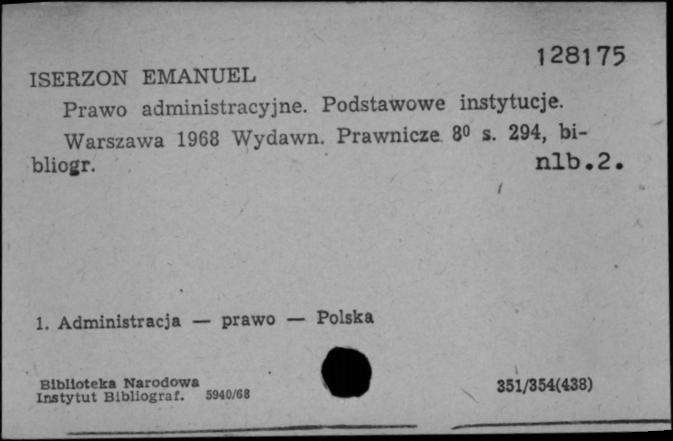 128175
ISERZON EMANUEL
Prawo administracyjne. Podstawowe instytucje.
Warszawa 1968 Wydawn. Prawnicze 8⁰ s. 294, bi-
bliogr. nlb.2.
1. Administracja — prawo — Polska
Biblioteka Narodowa
Instytut Bibliograf. 5940/68 351/354(438)